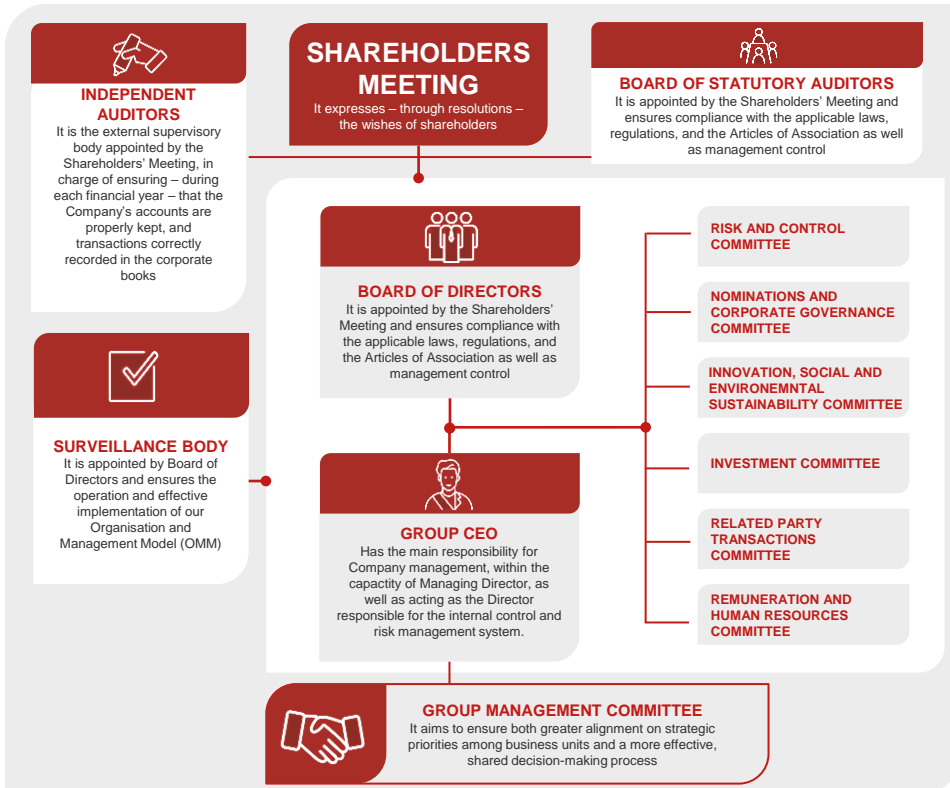 SHAREHOLDERS
MEETING
It expresses – through resolutions –
the wishes of shareholders
INDEPENDENT
AUDITORS
It is the external supervisory
body appointed by the
Shareholders' Meeting, in
charge of ensuring – during
each financial year – that the
Company's accounts are
properly kept, and
transactions correctly
recorded in the corporate
books
BOARD OF STATUTORY AUDITORS
It is appointed by the Shareholders' Meeting and
ensures compliance with the applicable laws,
regulations, and the Articles of Association as well
as management control
BOARD OF DIRECTORS
It is appointed by the Shareholders'
Meeting and ensures compliance with
the applicable laws, regulations, and
the Articles of Association as well as
management control
RISK AND CONTROL
COMMITTEE
NOMINATIONS AND
CORPORATE GOVERNANCE
COMMITTEE
INNOVATION, SOCIAL AND
ENVIRONEMNTAL
SUSTAINABILITY COMMITTEE
INVESTMENT COMMITTEE
RELATED PARTY
TRANSACTIONS
COMMITTEE
REMUNERATION AND
HUMAN RESOURCES
COMMITTEE
SURVEILLANCE BODY
It is appointed by Board of
Directors and ensures the
operation and effective
implementation of our
Organisation and
Management Model (OMM)
GROUP CEO
Has the main responsibility for
Company management, within the
capactity of Managing Director, as
well as acting as the Director
responsible for the internal control and
risk management system.
GROUP MANAGEMENT COMMITTEE
It aims to ensure both greater alignment on strategic
priorities among business units and a more effective,
shared decision-making process